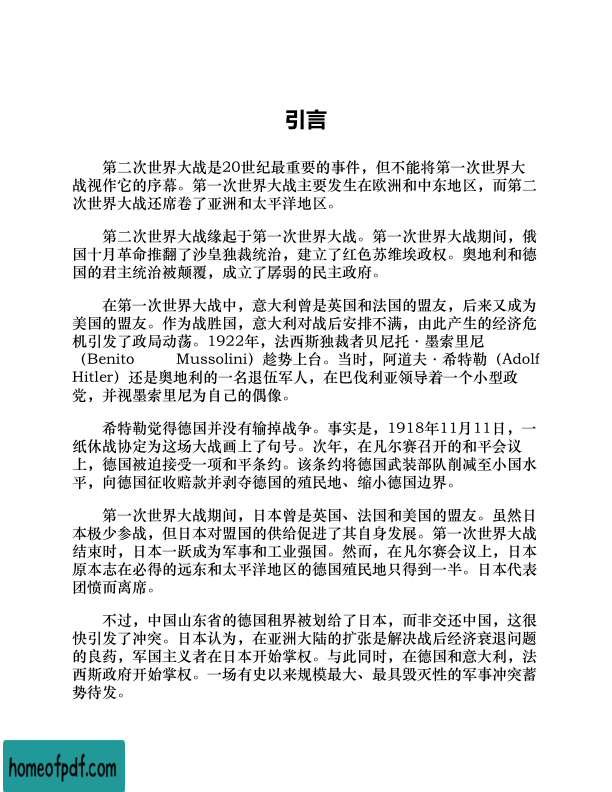 引言
第二次世界大战是20世纪最重要的事件，但不能将第一次世界大
战视作它的序幕。第一次世界大战主要发生在欧洲和中东地区，而第二
次世界大战还席卷了亚洲和太平洋地区。
第二次世界大战缘起于第一次世界大战。第一次世界大战期间，俄
国十月革命推翻了沙皇独裁统治，建立了红色苏维埃政权。奥地利和德
国的君主统治被颠覆，成立了孱弱的民主政府。
在第一次世界大战中，意大利曾是英国和法国的盟友，后来又成为
美国的盟友。作为战胜国，意大利对战后安排不满，由此产生的经济危
机引发了政局动荡。1922年，法西斯独裁者贝尼托·墨索里尼
（Benito Mussolini）趁势上台。当时，阿道夫·希特勒（Adolf
Hitler）还是奥地利的一名退伍军人，在巴伐利亚领导着一个小型政
党，并视墨索里尼为自己的偶像。
希特勒觉得德国并没有输掉战争。事实是，1918年11月11日，一
纸休战协定为这场大战画上了句号。次年，在凡尔赛召开的和平会议
上，德国被迫接受一项和平条约。该条约将德国武装部队削减至小国水
平，向德国征收赔款并剥夺德国的殖民地、缩小德国边界。
第一次世界大战期间，日本曾是英国、法国和美国的盟友。虽然日
本极少参战，但日本对盟国的供给促进了其自身发展。第一次世界大战
结束时，日本一跃成为军事和工业强国。然而，在凡尔赛会议上，日本
原本志在必得的远东和太平洋地区的德国殖民地只得到一半。日本代表
团愤而离席。
不过，中国山东省的德国租界被划给了日本，而非交还中国，这很
快引发了冲突。日本认为，在亚洲大陆的扩张是解决战后经济衰退问题
的良药，军国主义者在日本开始掌权。与此同时，在德国和意大利，法
西斯政府开始掌权。一场有史以来规模最大、最具毁灭性的军事冲突蓄
势待发。
homeofpdf.com